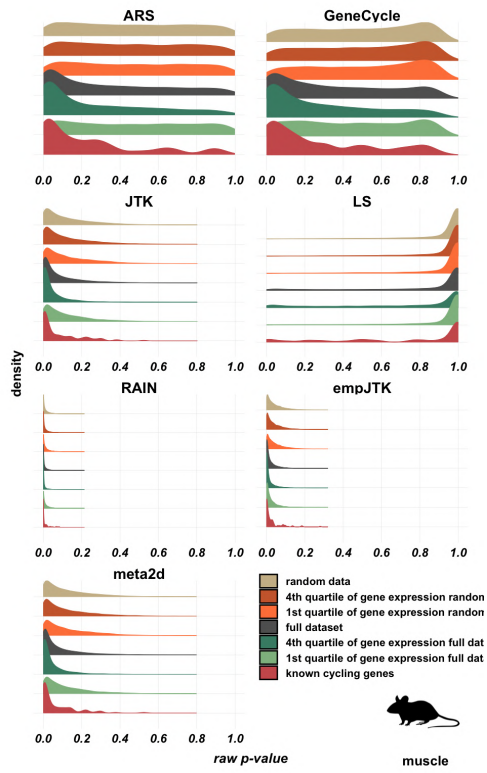 ARS
GeneCycle
0.0 0.2 0.4 0.6 0.8 1.0
0.0 0.2 0.4 0.6 0.8 1.0
JTK
LS
0.0 0.2 0.4 0.6 0.8 1.0
0.0 0.2 0.4 0.6 0.8 1.0
density
RAIN
empJTK
0.0 0.2 0.4 0.6 0.8 1.0
0.0 0.2 0.4 0.6 0.8 1.0
meta2d
0.0 0.2 0.4 0.6 0.8 1.0
raw p-value
random data
4th quartile of gene expression random
1st quartile of gene expression random
full dataset
4th quartile of gene expression full dat
1st quartile of gene expression full dat
known cycling genes
muscle